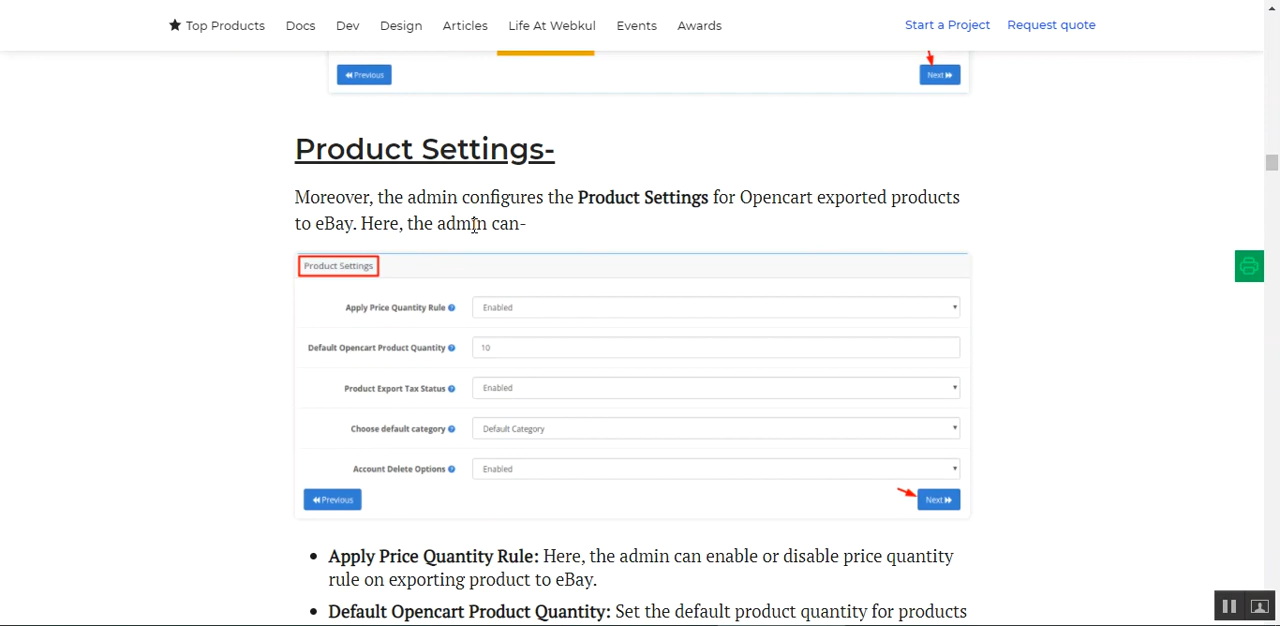 Top Products Docs Dev Design Articles Life At Webkul Events Awards Start a Project Request quote
Previous Next
Product Settings-
Moreover, the admin configures the Product Settings for Opencart exported products
to eBay. Here, the admin can-
Product Settings
Apply Price Quantity Rule Enabled
Default Opencart Product Quantity 10
Product Export Tax Status Enabled
Choose default category Default Category
Account Delete Options Enabled
Previous Next
• Apply Price Quantity Rule: Here, the admin can enable or disable price quantity
rule on exporting product to eBay.
• Default Opencart Product Quantity: Set the default product quantity for products